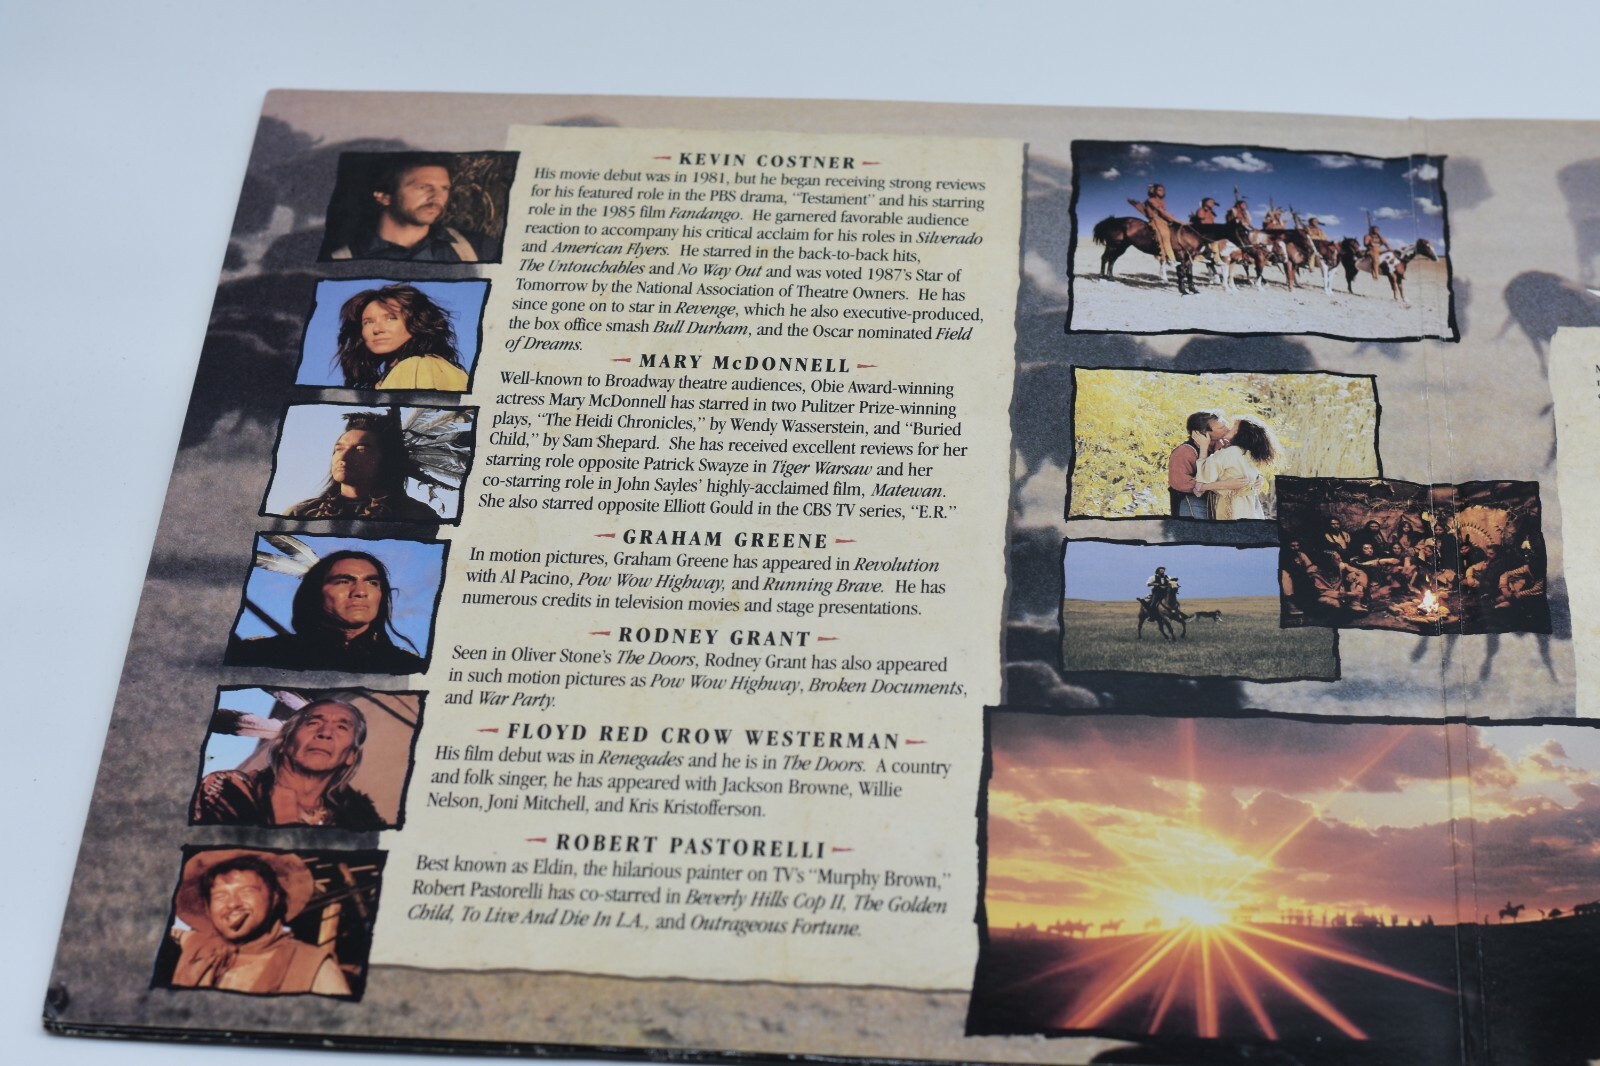 KEVIN COSTNER
His movie debut was in 1981, but he began receiving strong reviews
for his featured role in the PBS drama, “Testament” and his starring
role in the 1985 film Fandango. He garnered favorable audience
reaction to accompany his critical acclaim for his roles in Silverado
and American Flyers. He starred in the back-to-back hits,
The Untouchables and No Way Out and was voted 1987's Star of
Tomorrow by the National Association of Theatre Owners. He has
since gone on to star in Revenge, which he also executive-produced,
the box office smash Bull Durham, and the Oscar nominated Field
of Dreams.
MARY McDONNELL
Well-known to Broadway theatre audiences, Obie Award-winning
actress Mary McDonnell has starred in two Pulitzer Prize-winning
plays, “The Heidi Chronicles,” by Wendy Wasserstein, and “Buried
Child,” by Sam Shepard. She has received excellent reviews for her
starring role opposite Patrick Swayze in Tiger Warsaw and her
co-starring role in John Sayles' highly-acclaimed film, Matewan.
She also starred opposite Elliott Gould in the CBS TV series, “E.R.”
GRAHAM GREENE
In motion pictures, Graham Greene has appeared in Revolution
with Al Pacino, Pow Wow Highway, and Running Brave. He has
numerous credits in television movies and stage presentations.
RODNEY GRANT
Seen in Oliver Stone's The Doors, Rodney Grant has also appeared
in such motion pictures as Pow Wow Highway, Broken Documents,
and War Party.
FLOYD RED CROW WESTERMAN
His film debut was in Renegades and he is in The Doors. A country
and folk singer, he has appeared with Jackson Browne, Willie
Nelson, Joni Mitchell, and Kris Kristofferson.
ROBERT PASTORELLI
Best known as Eldin, the hilarious painter on TV's “Murphy Brown,”
Robert Pastorelli has co-starred in Beverly Hills Cop II, The Golden
Child, To Live And Die In L.A., and Outrageous Fortune.